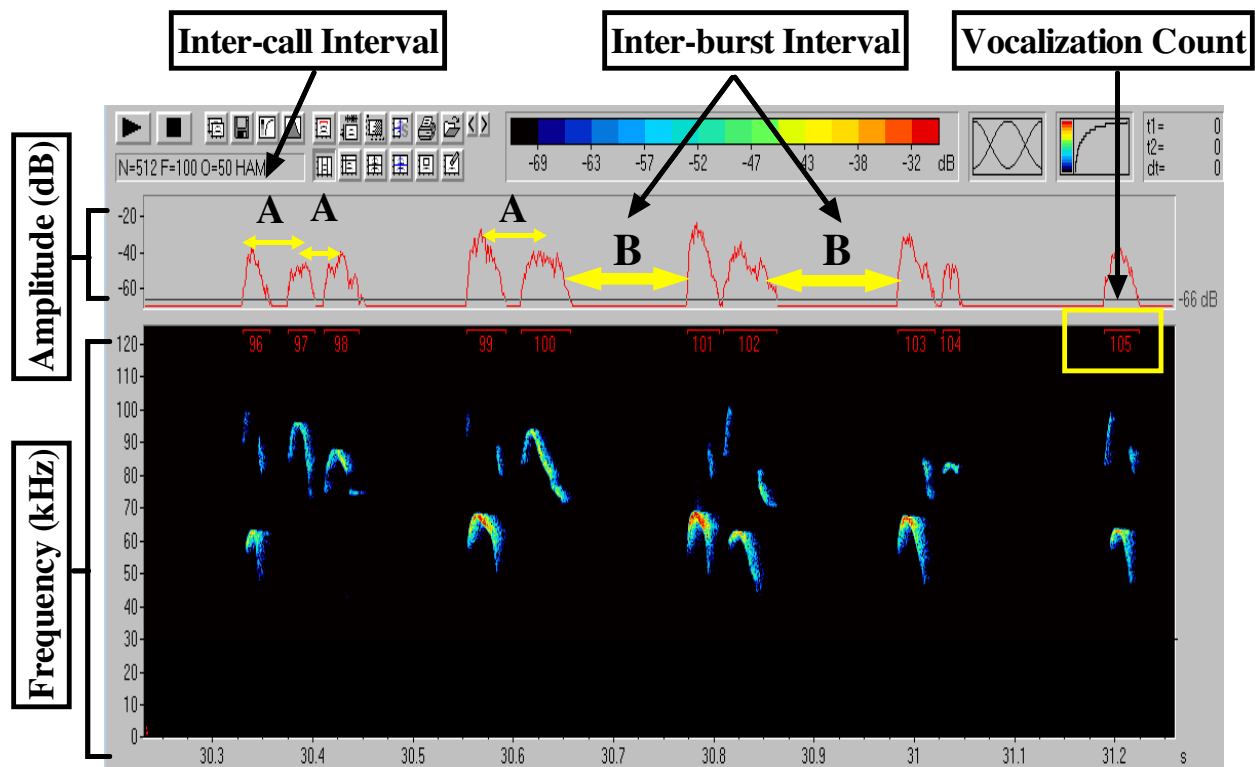 Inter-call Interval
Inter-burst Interval
Vocalization Count
N=512 F=100 O=50 HAM
-69 -63 -57 -52 -47 -43 -38 -32 dB
t1= 0
t2= 0
dt= 0
Amplitude (dB)
-20
-40
-60
A A A B B
-66 dB
Frequency (kHz)
96 97 98 99 100 101 102 103 104 105
120
110
100
90
80
70
60
50
40
30
20
10
0
30.3 30.4 30.5 30.6 30.7 30.8 30.9 31 31.1 31.2 s